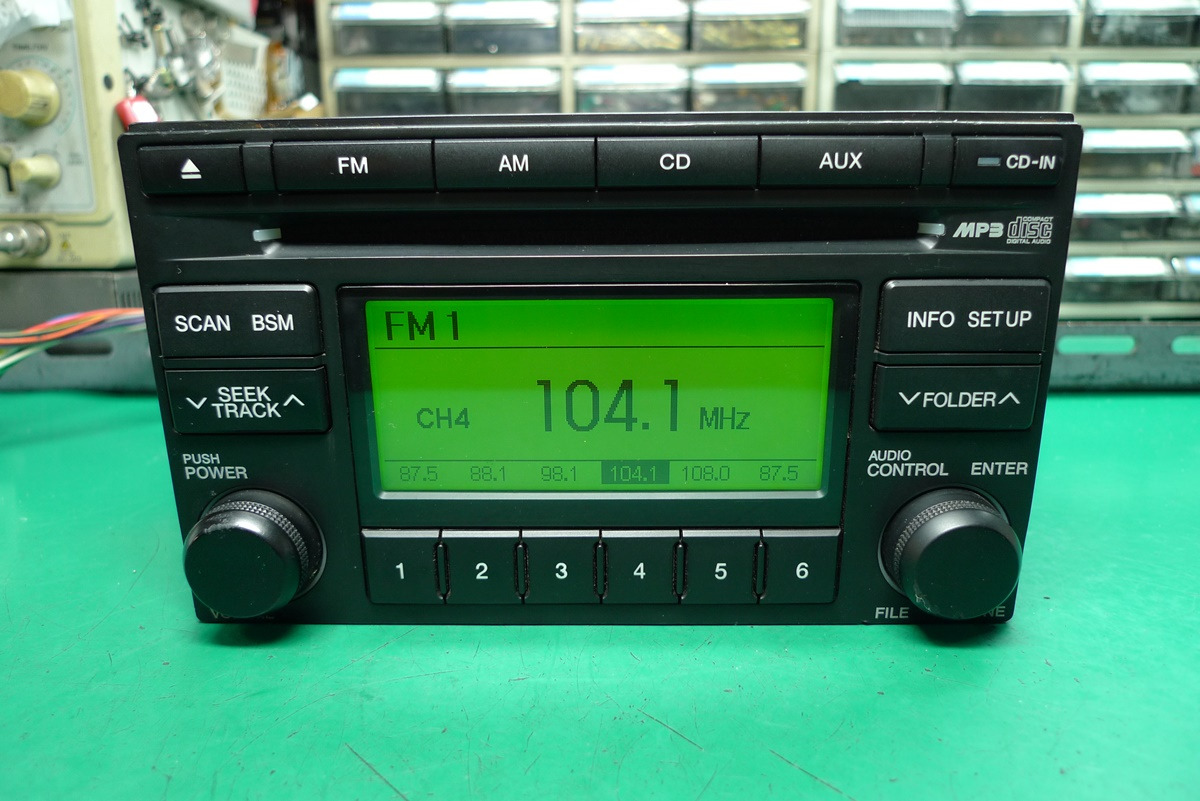 FM AM CD AUX CD-IN
MP3 COMPACT disc DIGITAL AUDIO
SCAN BSM
INFO SETUP
SEEK
TRACK
FOLDER
FM 1
CH4 104.1 MHz
87.5 88.1 98.1 104.1 108.0 87.5
PUSH
POWER
AUDIO
CONTROL ENTER
1 2 3 4 5 6
FILE